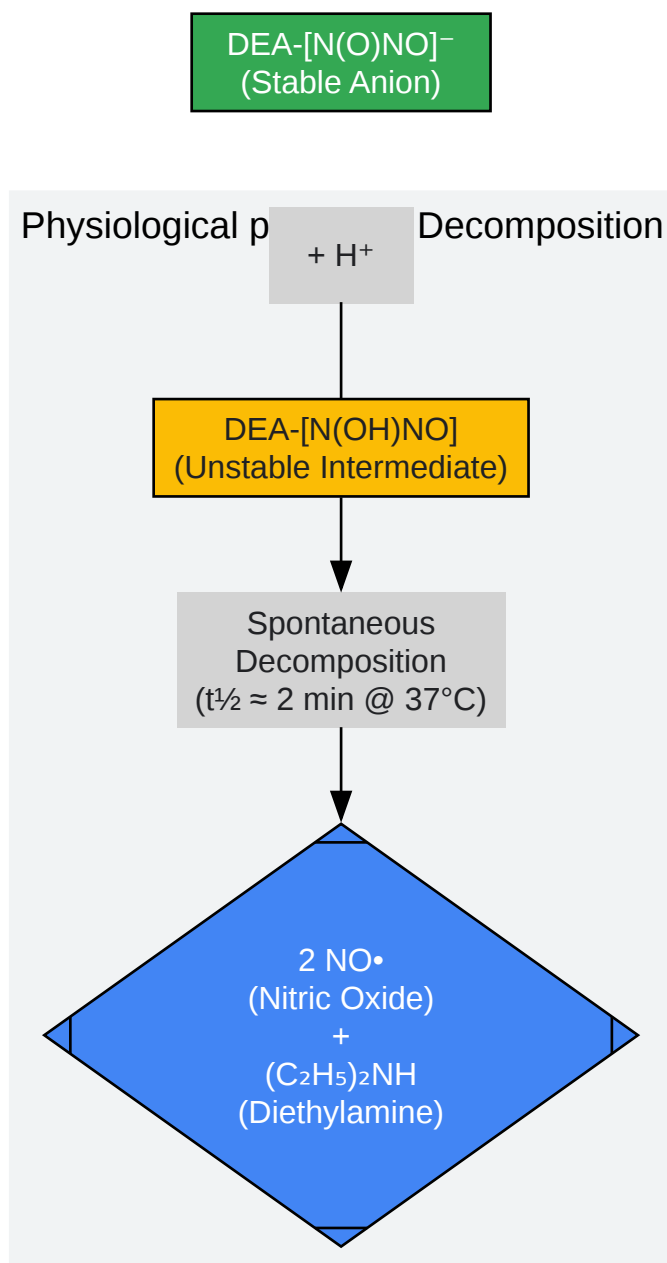 DEA-[N(O)NO]⁻
(Stable Anion)
Physiological p Decomposition
+ H⁺
DEA-[N(OH)NO]
(Unstable Intermediate)
Spontaneous
Decomposition
(t½ ≈ 2 min @ 37°C)
2 NO•
(Nitric Oxide)
+
(C₂H₅)₂NH
(Diethylamine)